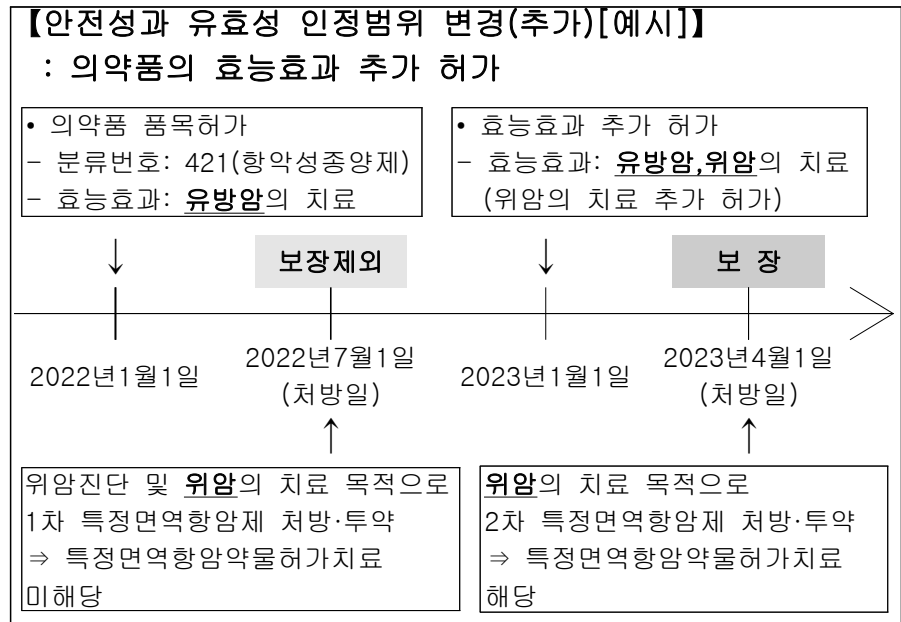 【안전성과 유효성 인정범위 변경(추가)[예시]】
: 의약품의 효능효과 추가 허가
• 의약품 품목허가
- 분류번호: 421(항악성종양제)
- 효능효과: 유방암의 치료
• 효능효과 추가 허가
- 효능효과: 유방암,위암의 치료
(위암의 치료 추가 허가)
↓
보장제외
↓
보 장
2022년1월1일
2022년7월1일
(처방일)
2023년1월1일
2023년4월1일
(처방일)
↑
↑
위암진단 및 위암의 치료 목적으로
1차 특정면역항암제 처방·투약
⇒ 특정면역항암약물허가치료
미해당
위암의 치료 목적으로
2차 특정면역항암제 처방·투약
⇒ 특정면역항암약물허가치료
해당